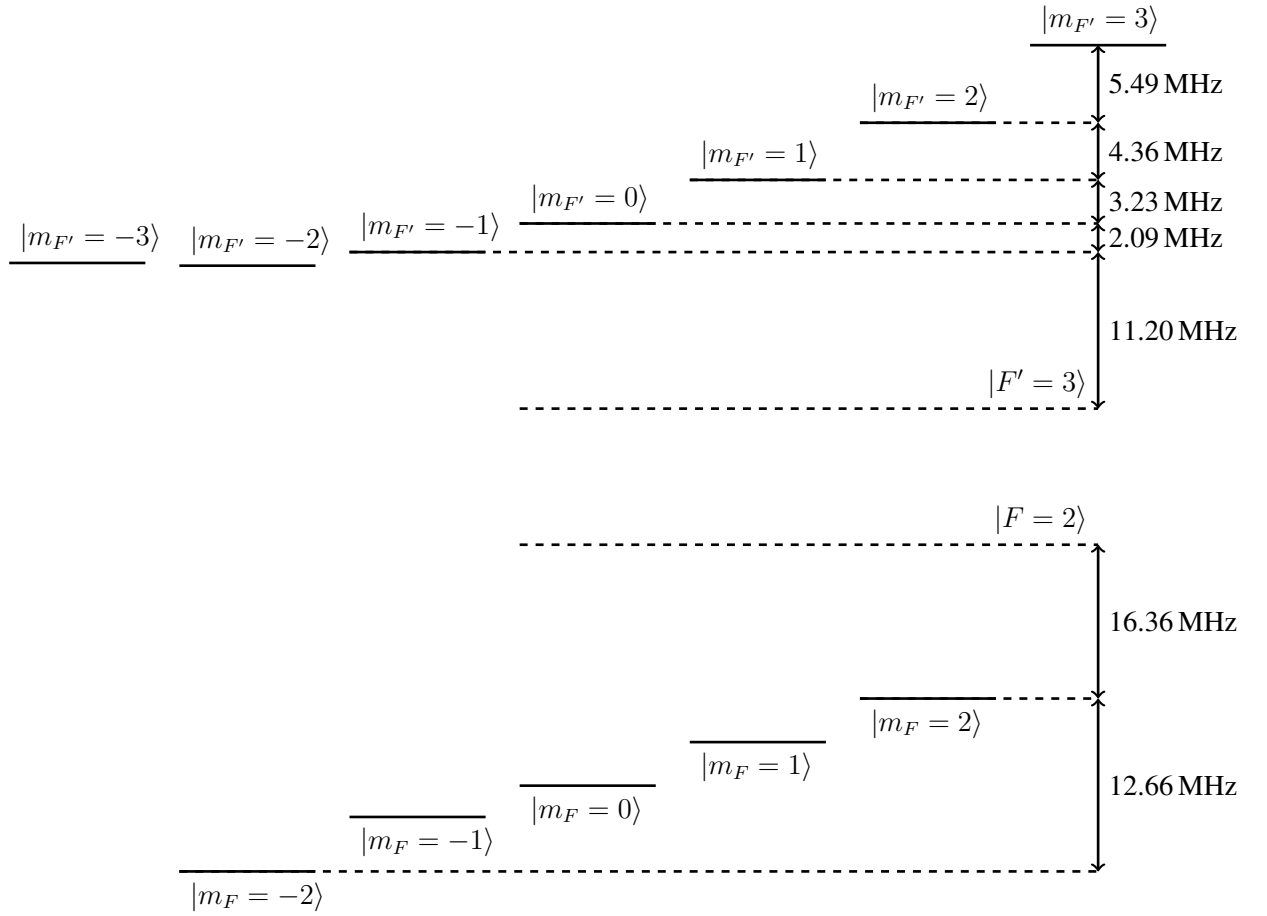 |m_{F'} = 3⟩
5.49 MHz
|m_{F'} = 2⟩
4.36 MHz
|m_{F'} = 1⟩
3.23 MHz
|m_{F'} = 0⟩
2.09 MHz
|m_{F'} = −1⟩
|m_{F'} = −2⟩
|m_{F'} = −3⟩
11.20 MHz
|F' = 3⟩
|F = 2⟩
16.36 MHz
|m_F = 2⟩
|m_F = 1⟩
12.66 MHz
|m_F = 0⟩
|m_F = −1⟩
|m_F = −2⟩